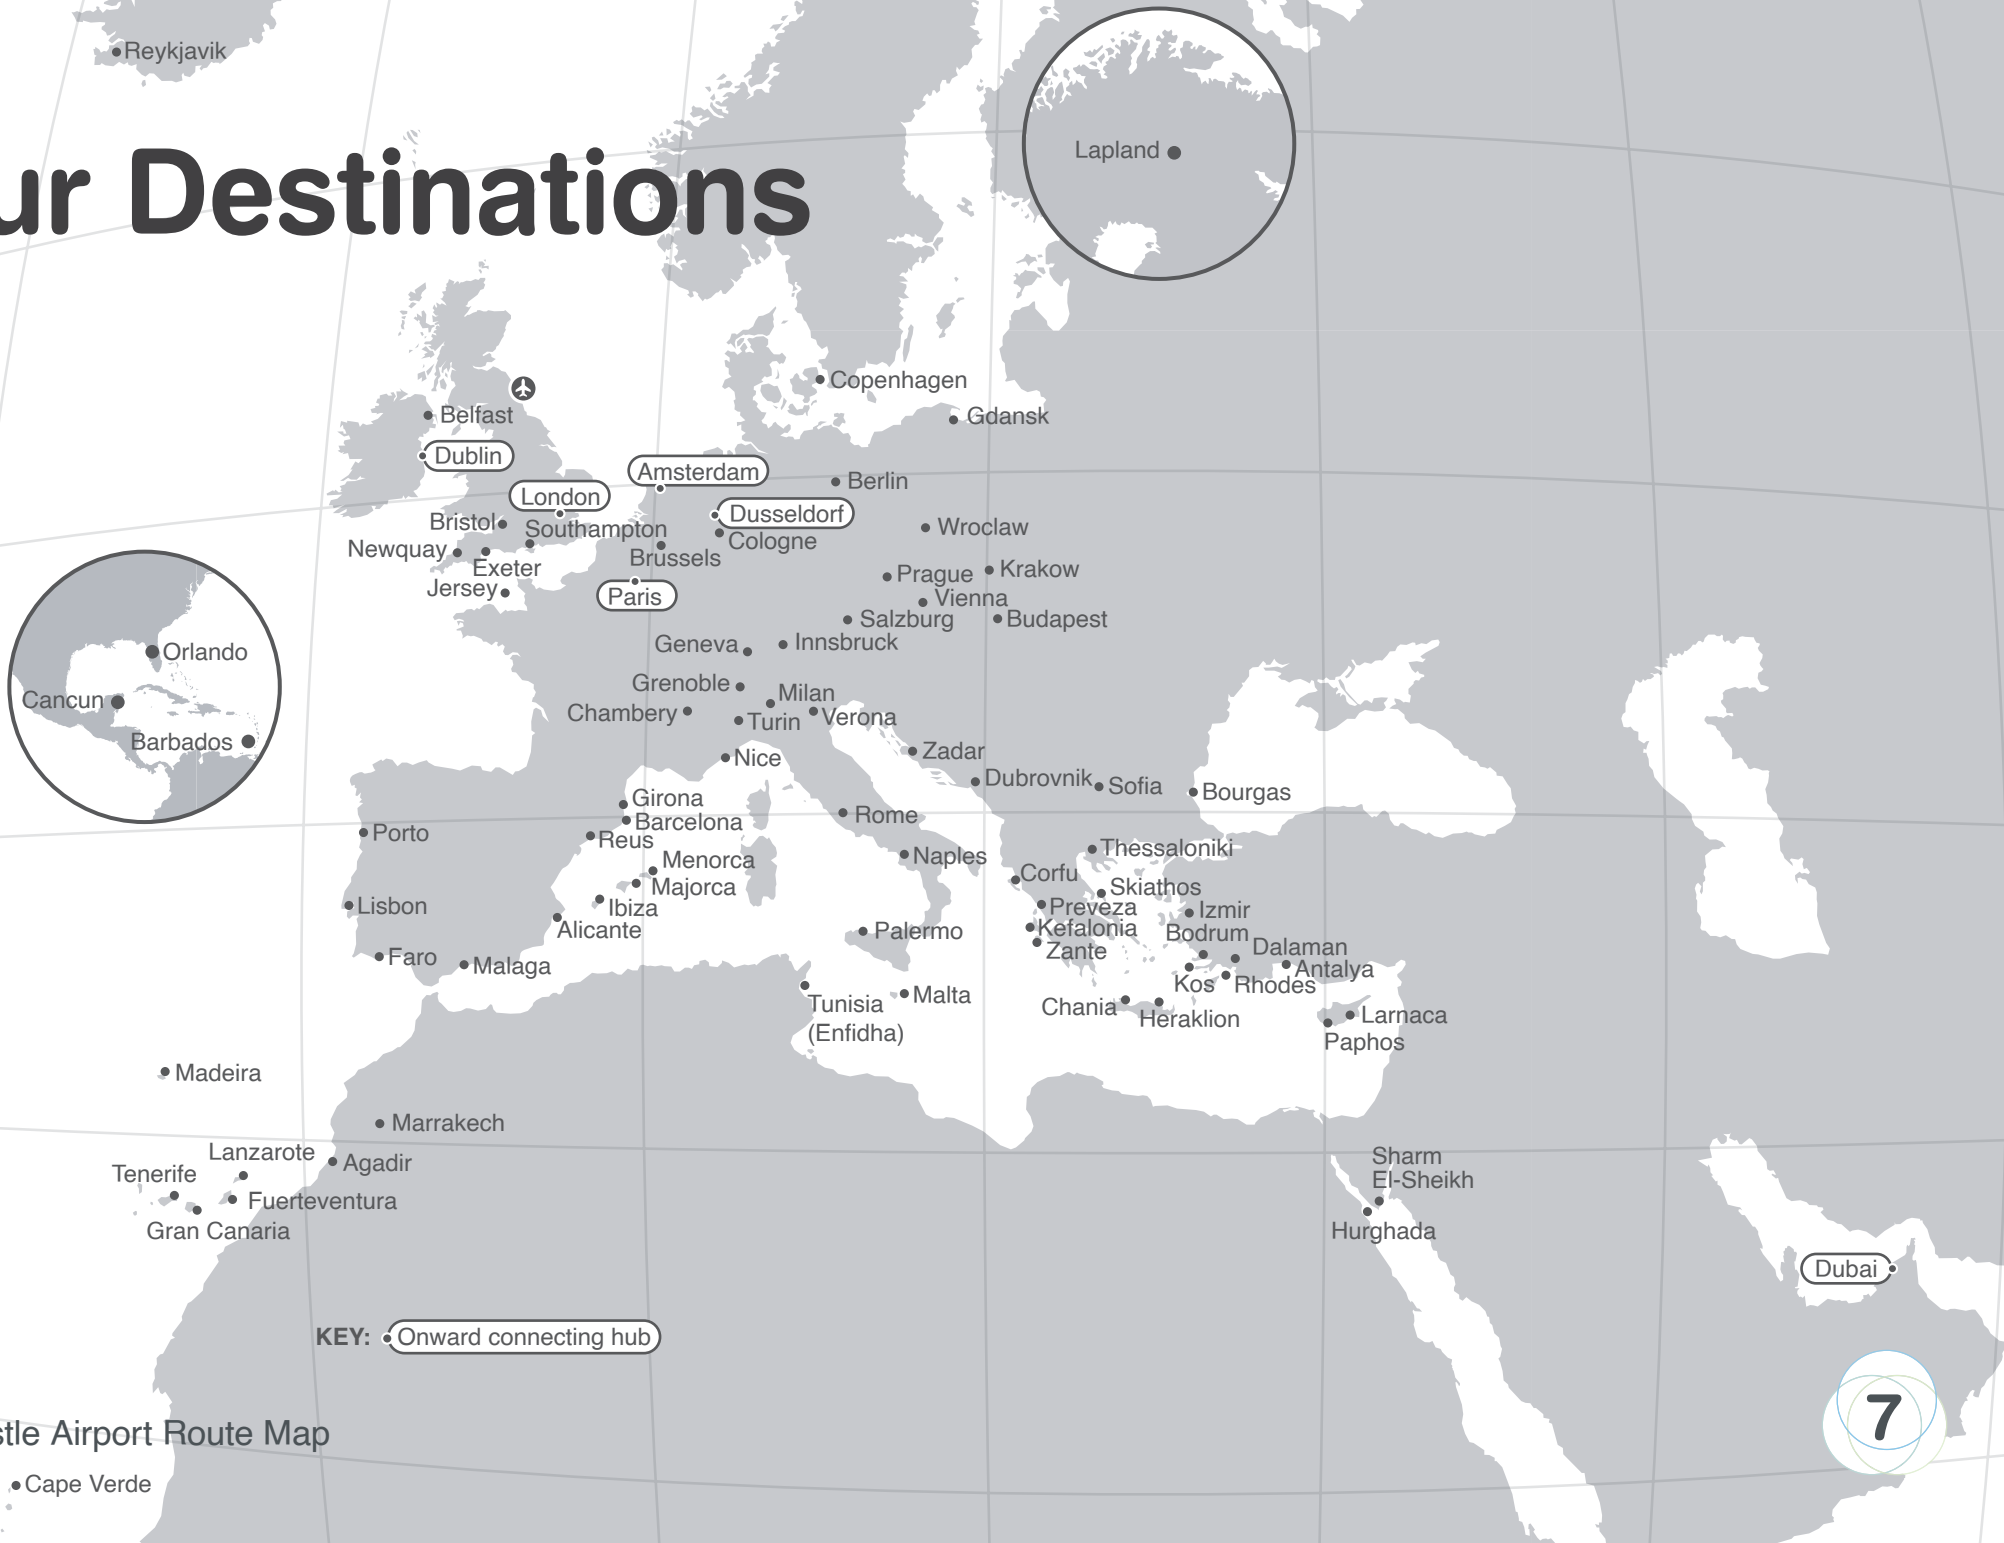 Reykjavik
Lapland
ur Destinations
Copenhagen
Belfast
Gdansk
Dublin
Amsterdam
Berlin
London
Dusseldorf
Bristol
Southampton
Wroclaw
Cologne
Newquay
Brussels
Exeter
Prague
Krakow
Jersey
Paris
Vienna
Salzburg
Budapest
Geneva
Innsbruck
Orlando
Grenoble
Milan
Cancun
Chambery
Turin
Verona
Barbados
Zadar
Nice
Dubrovnik
Sofia
Bourgas
Girona
Rome
Barcelona
Porto
Reus
Thessaloniki
Menorca
Naples
Corfu
Majorca
Skiathos
Lisbon
Ibiza
Preveza
Izmir
Alicante
Palermo
Kefalonia
Bodrum
Zante
Dalaman
Faro
Malaga
Antalya
Kos
Rhodes
Tunisia
(Enfidha)
Malta
Chania
Heraklion
Larnaca
Paphos
Madeira
Marrakech
Lanzarote
Agadir
Tenerife
Sharm
El-Sheikh
Fuerteventura
Gran Canaria
Hurghada
Dubai
KEY: Onward connecting hub
7
stle Airport Route Map
Cape Verde